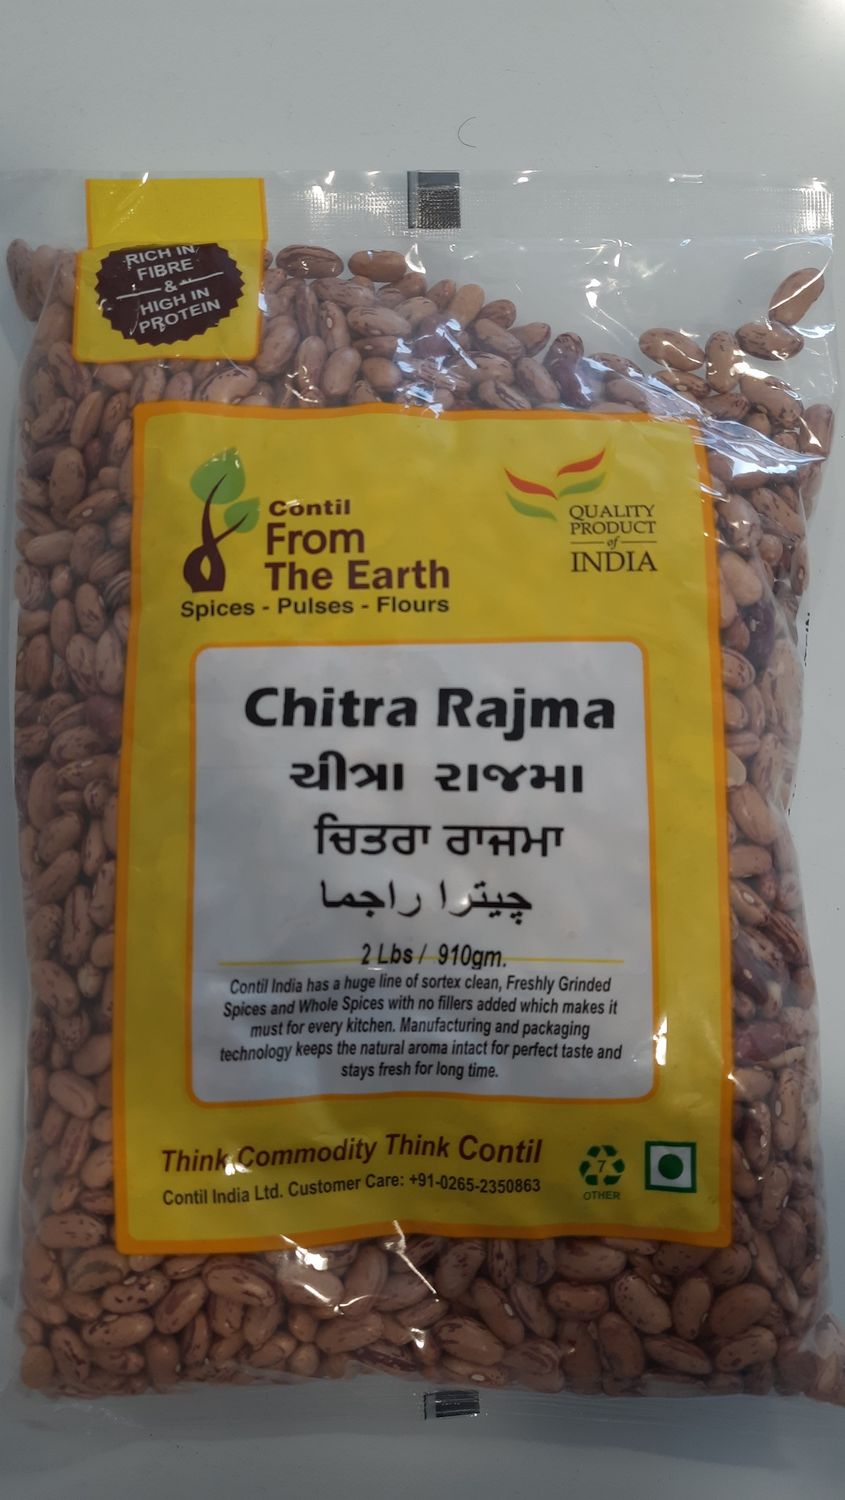 RICH IN
FIBRE
&
HIGH IN
PROTEIN
Contil
From
The Earth
Spices - Pulses - Flours
QUALITY
PRODUCT
of
INDIA
Chitra Rajma
ચીત્રા રાજમા
ਚਿਤਰਾ ਰਾਜਮਾ
چیترا راجما
2 Lbs / 910gm.
Contil India has a huge line of sortex clean, Freshly Grinded
Spices and Whole Spices with no fillers added which makes it
must for every kitchen. Manufacturing and packaging
technology keeps the natural aroma intact for perfect taste and
stays fresh for long time.
Think Commodity Think Contil
Contil India Ltd. Customer Care: +91-0265-2350863
7
OTHER